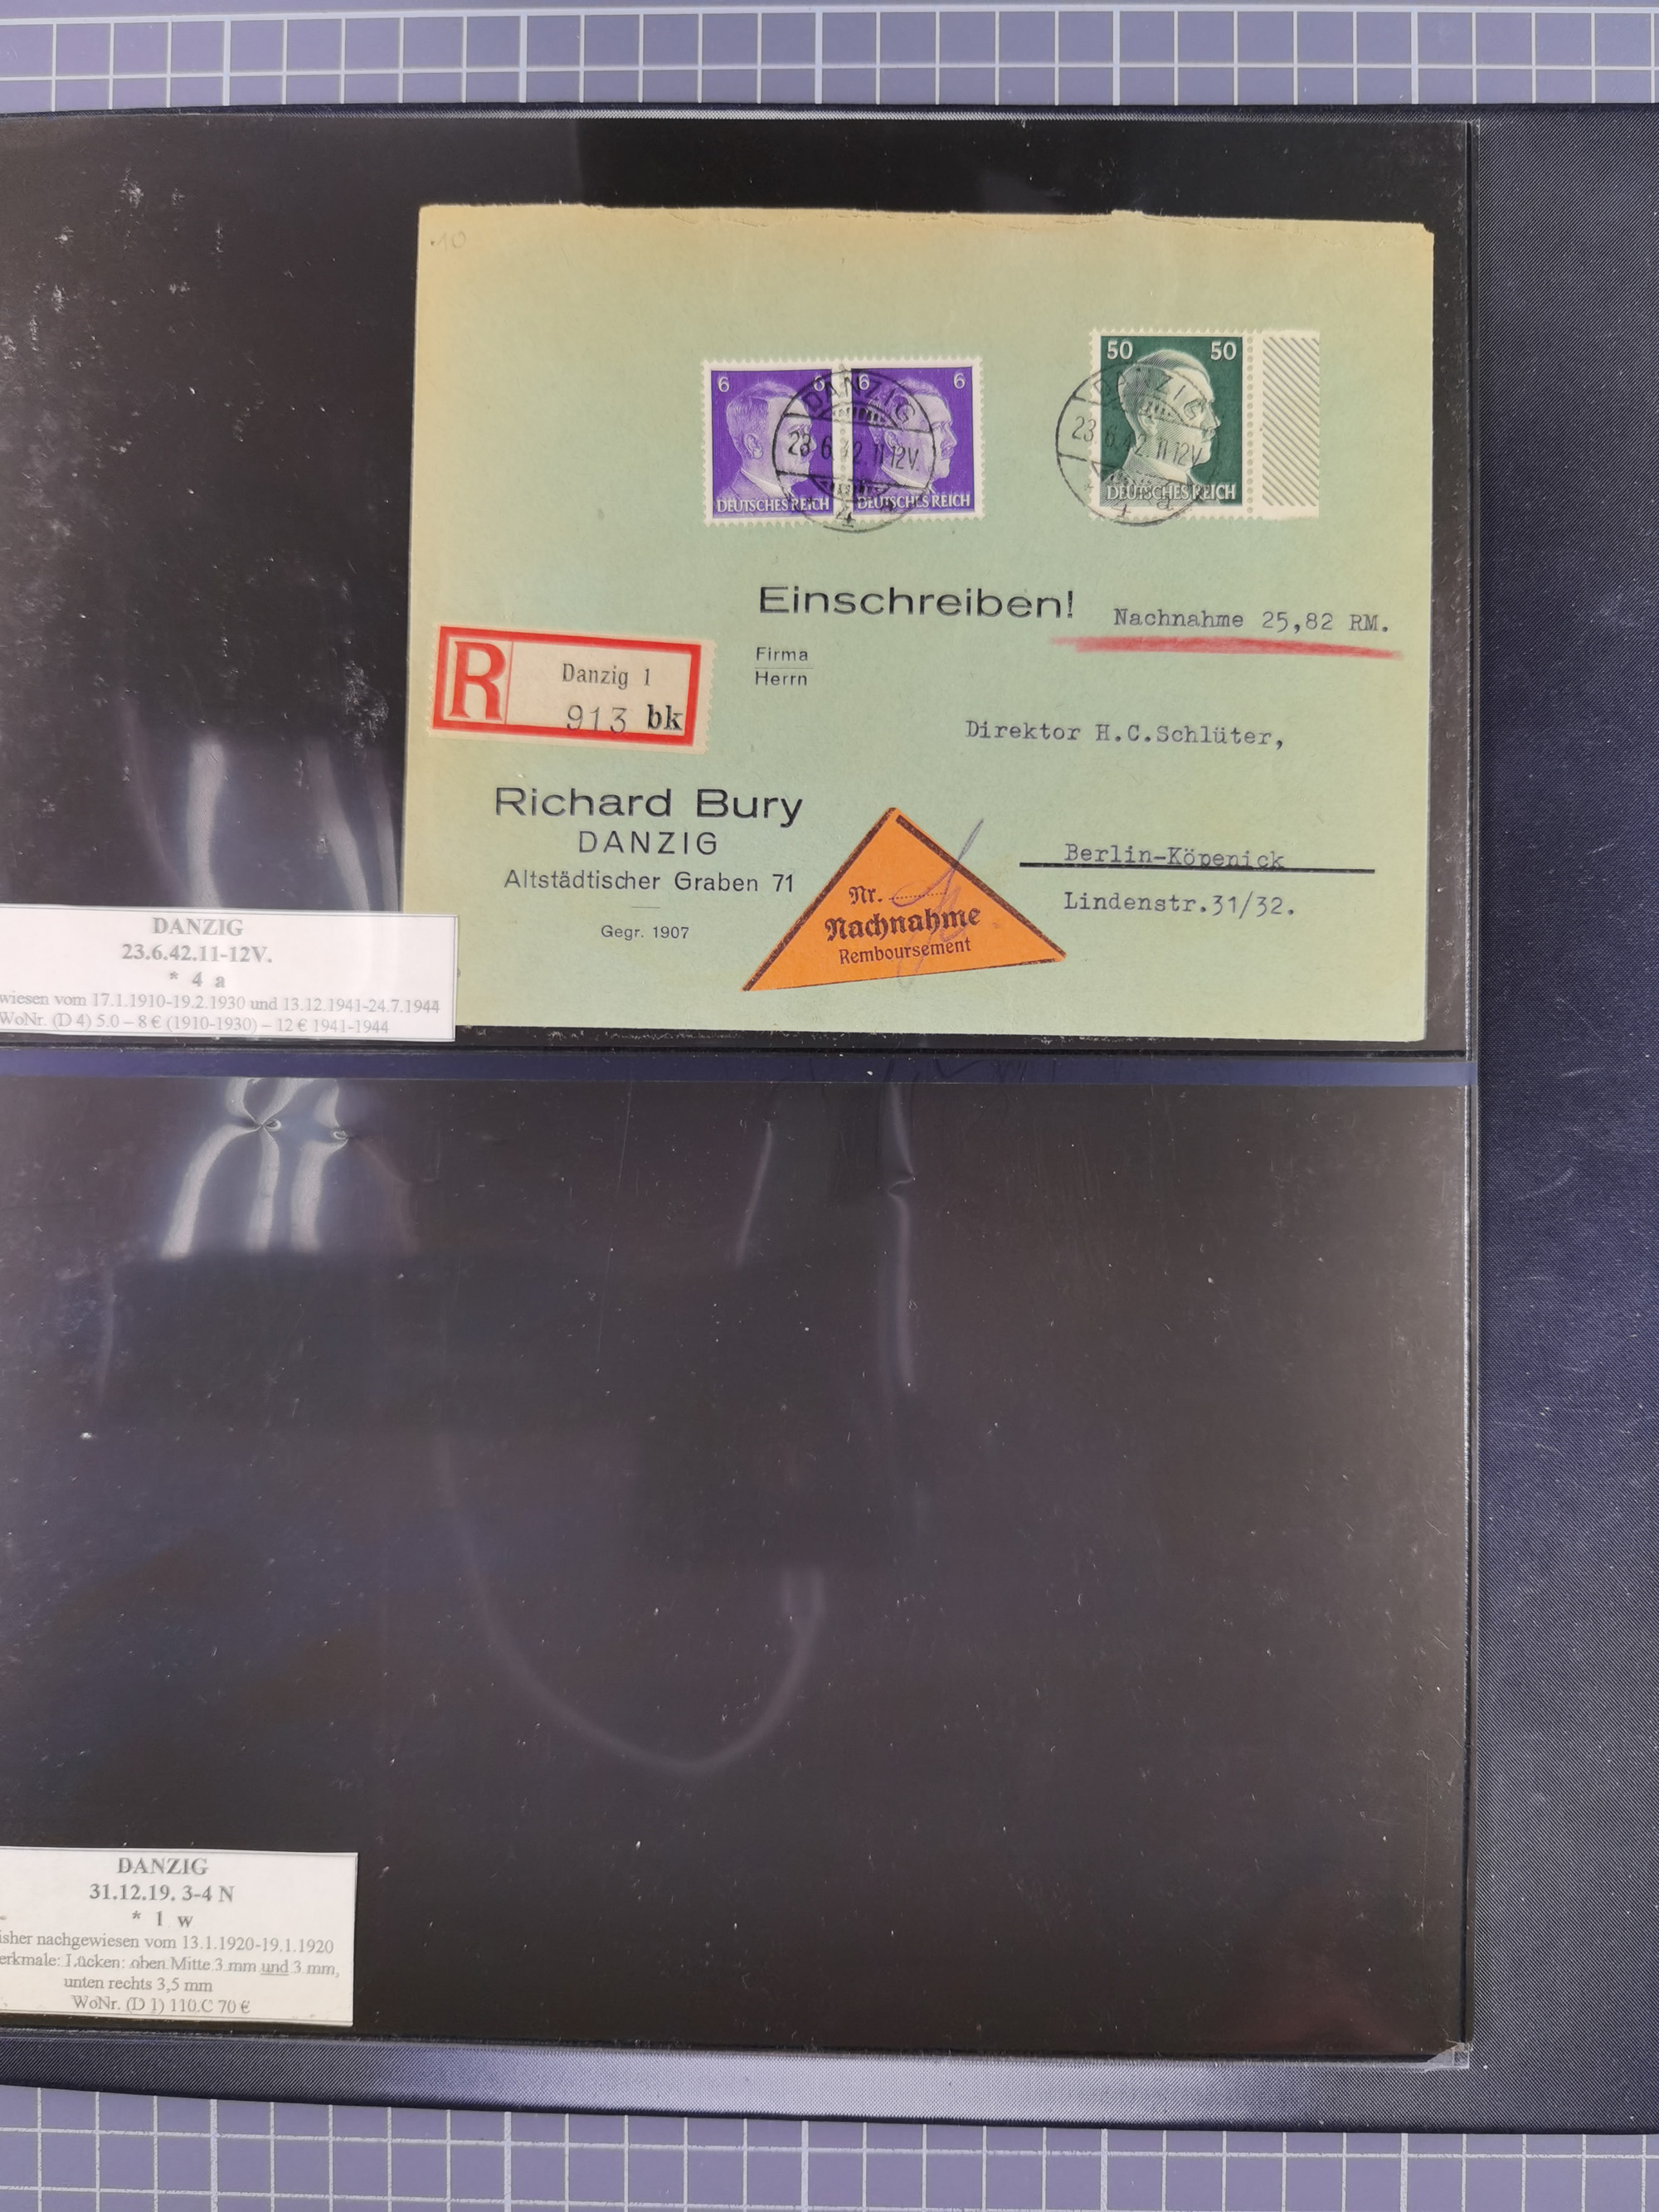 10
6 6 6 6
DEUTSCHES REICH DEUTSCHES REICH
DANZIG
23.6.42.11-12V.
* 4 a
50 50
DEUTSCHES REICH
DANZIG
23.6.42.11-12V
* 4 a
Einschreiben!
Nachnahme 25,82 RM.
Firma
Herrn
R
Danzig 1
913 bk
Direktor H.C.Schlüter,
Richard Bury
DANZIG
Altstädtischer Graben 71
Gegr. 1907
Berlin-Köpenick
Lindenstr.31/32.
Nr.
Nachnahme
Remboursement
DANZIG
23.6.42.11-12V.
* 4 a
wiesen vom 17.1.1910-19.2.1930 und 13.12.1941-24.7.1944
WoNr. (D 4) 5.0 – 8 € (1910-1930) – 12 € 1941-1944
DANZIG
31.12.19. 3-4 N
* 1 w
isher nachgewiesen vom 13.1.1920-19.1.1920
erkmale: Lücken: oben Mitte 3 mm und 3 mm,
unten rechts 3,5 mm
WoNr. (D 1) 110.C 70 €